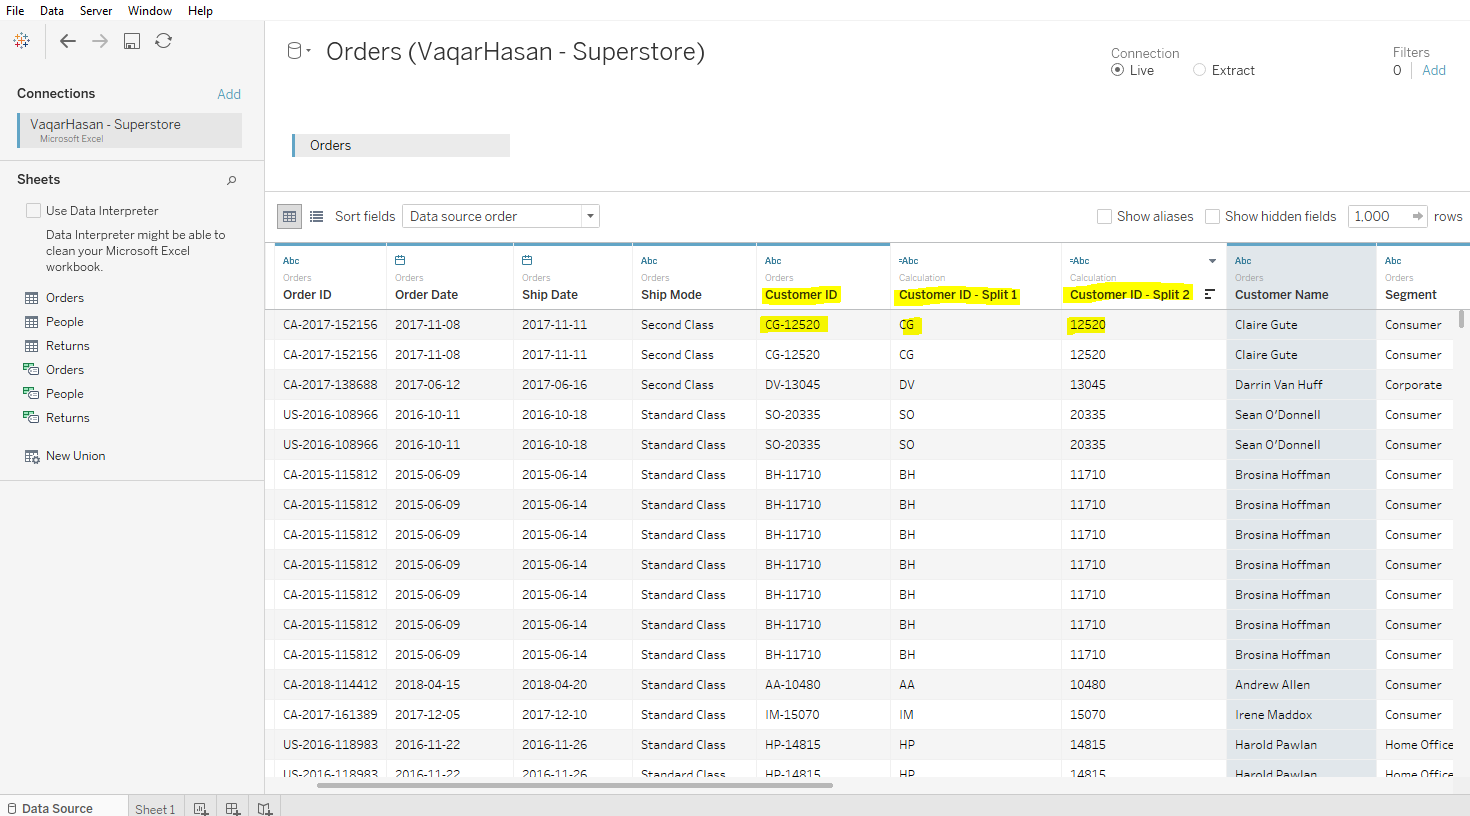 File Data Server Window Help
Orders (VaqarHasan - Superstore)
Connection
Live Extract
Filters
0 Add
Connections Add
VaqarHasan - Superstore
Microsoft Excel
Orders
Sheets
Use Data Interpreter
Data Interpreter might be able to
clean your Microsoft Excel
workbook.
Orders
People
Returns
Orders
People
Returns
New Union
Sort fields Data source order Show aliases Show hidden fields 1,000 rows
Abc Abc Abc =Abc =Abc Abc Abc
Orders Orders Orders Orders Orders Calculation Calculation Orders Orders
Order ID Order Date Ship Date Ship Mode Customer ID Customer ID - Split 1 Customer ID - Split 2 Customer Name Segment
CA-2017-152156 2017-11-08 2017-11-11 Second Class CG-12520 CG 12520 Claire Gute Consumer
CA-2017-152156 2017-11-08 2017-11-11 Second Class CG-12520 CG 12520 Claire Gute Consumer
CA-2017-138688 2017-06-12 2017-06-16 Second Class DV-13045 DV 13045 Darrin Van Huff Corporate
US-2016-108966 2016-10-11 2016-10-18 Standard Class SO-20335 SO 20335 Sean O'Donnell Consumer
US-2016-108966 2016-10-11 2016-10-18 Standard Class SO-20335 SO 20335 Sean O'Donnell Consumer
CA-2015-115812 2015-06-09 2015-06-14 Standard Class BH-11710 BH 11710 Brosina Hoffman Consumer
CA-2015-115812 2015-06-09 2015-06-14 Standard Class BH-11710 BH 11710 Brosina Hoffman Consumer
CA-2015-115812 2015-06-09 2015-06-14 Standard Class BH-11710 BH 11710 Brosina Hoffman Consumer
CA-2015-115812 2015-06-09 2015-06-14 Standard Class BH-11710 BH 11710 Brosina Hoffman Consumer
CA-2015-115812 2015-06-09 2015-06-14 Standard Class BH-11710 BH 11710 Brosina Hoffman Consumer
CA-2015-115812 2015-06-09 2015-06-14 Standard Class BH-11710 BH 11710 Brosina Hoffman Consumer
CA-2015-115812 2015-06-09 2015-06-14 Standard Class BH-11710 BH 11710 Brosina Hoffman Consumer
CA-2018-114412 2018-04-15 2018-04-20 Standard Class AA-10480 AA 10480 Andrew Allen Consumer
CA-2017-161389 2017-12-05 2017-12-10 Standard Class IM-15070 IM 15070 Irene Maddox Consumer
US-2016-118983 2016-11-22 2016-11-26 Standard Class HP-14815 HP 14815 Harold Pawlan Home Office
US-2016-118983 2016-11-22 2016-11-26 Standard Class HP-14815 HP 14815 Harold Pawlan Home Office
Data Source Sheet 1